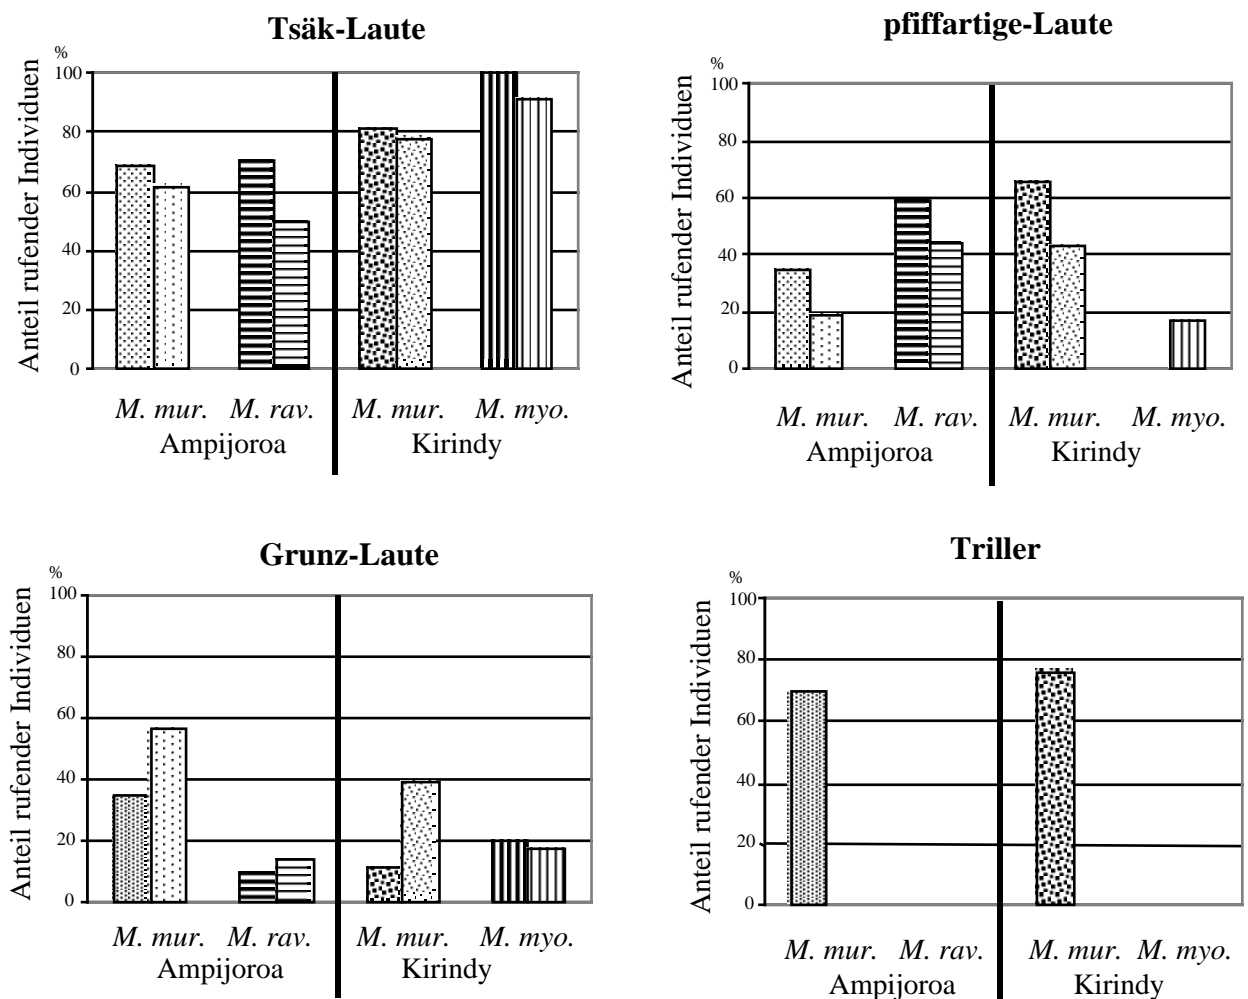 Tsäk-Laute
%
Anteil rufender Individuen
100
80
60
40
20
0
M. mur. M. rav. M. mur. M. myo.
Ampijoroa Kirindy
pfiffartige-Laute
%
Anteil rufender Individuen
100
80
60
40
20
0
M. mur. M. rav. M. mur. M. myo.
Ampijoroa Kirindy
Grunz-Laute
%
Anteil rufender Individuen
100
80
60
40
20
0
M. mur. M. rav. M. mur. M. myo.
Ampijoroa Kirindy
Triller
%
Anteil rufender Individuen
100
80
60
40
20
0
M. mur. M. rav. M. mur. M. myo.
Ampijoroa Kirindy